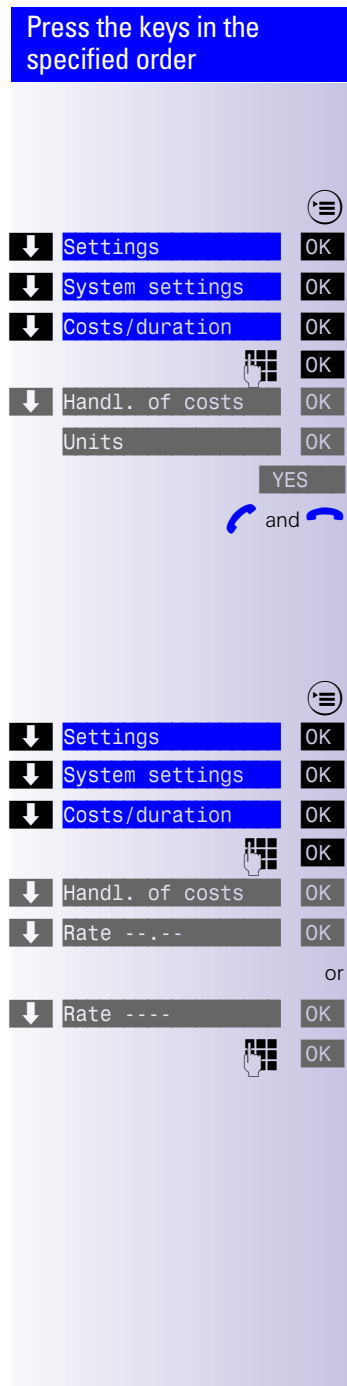 Press the keys in the
specified order
Settings OK
System settings OK
Costs/duration OK
OK
Handl. of costs OK
Units OK
YES
and
Settings OK
System settings OK
Costs/duration OK
OK
Handl. of costs OK
Rate --.-- OK
or
Rate ---- OK
OK